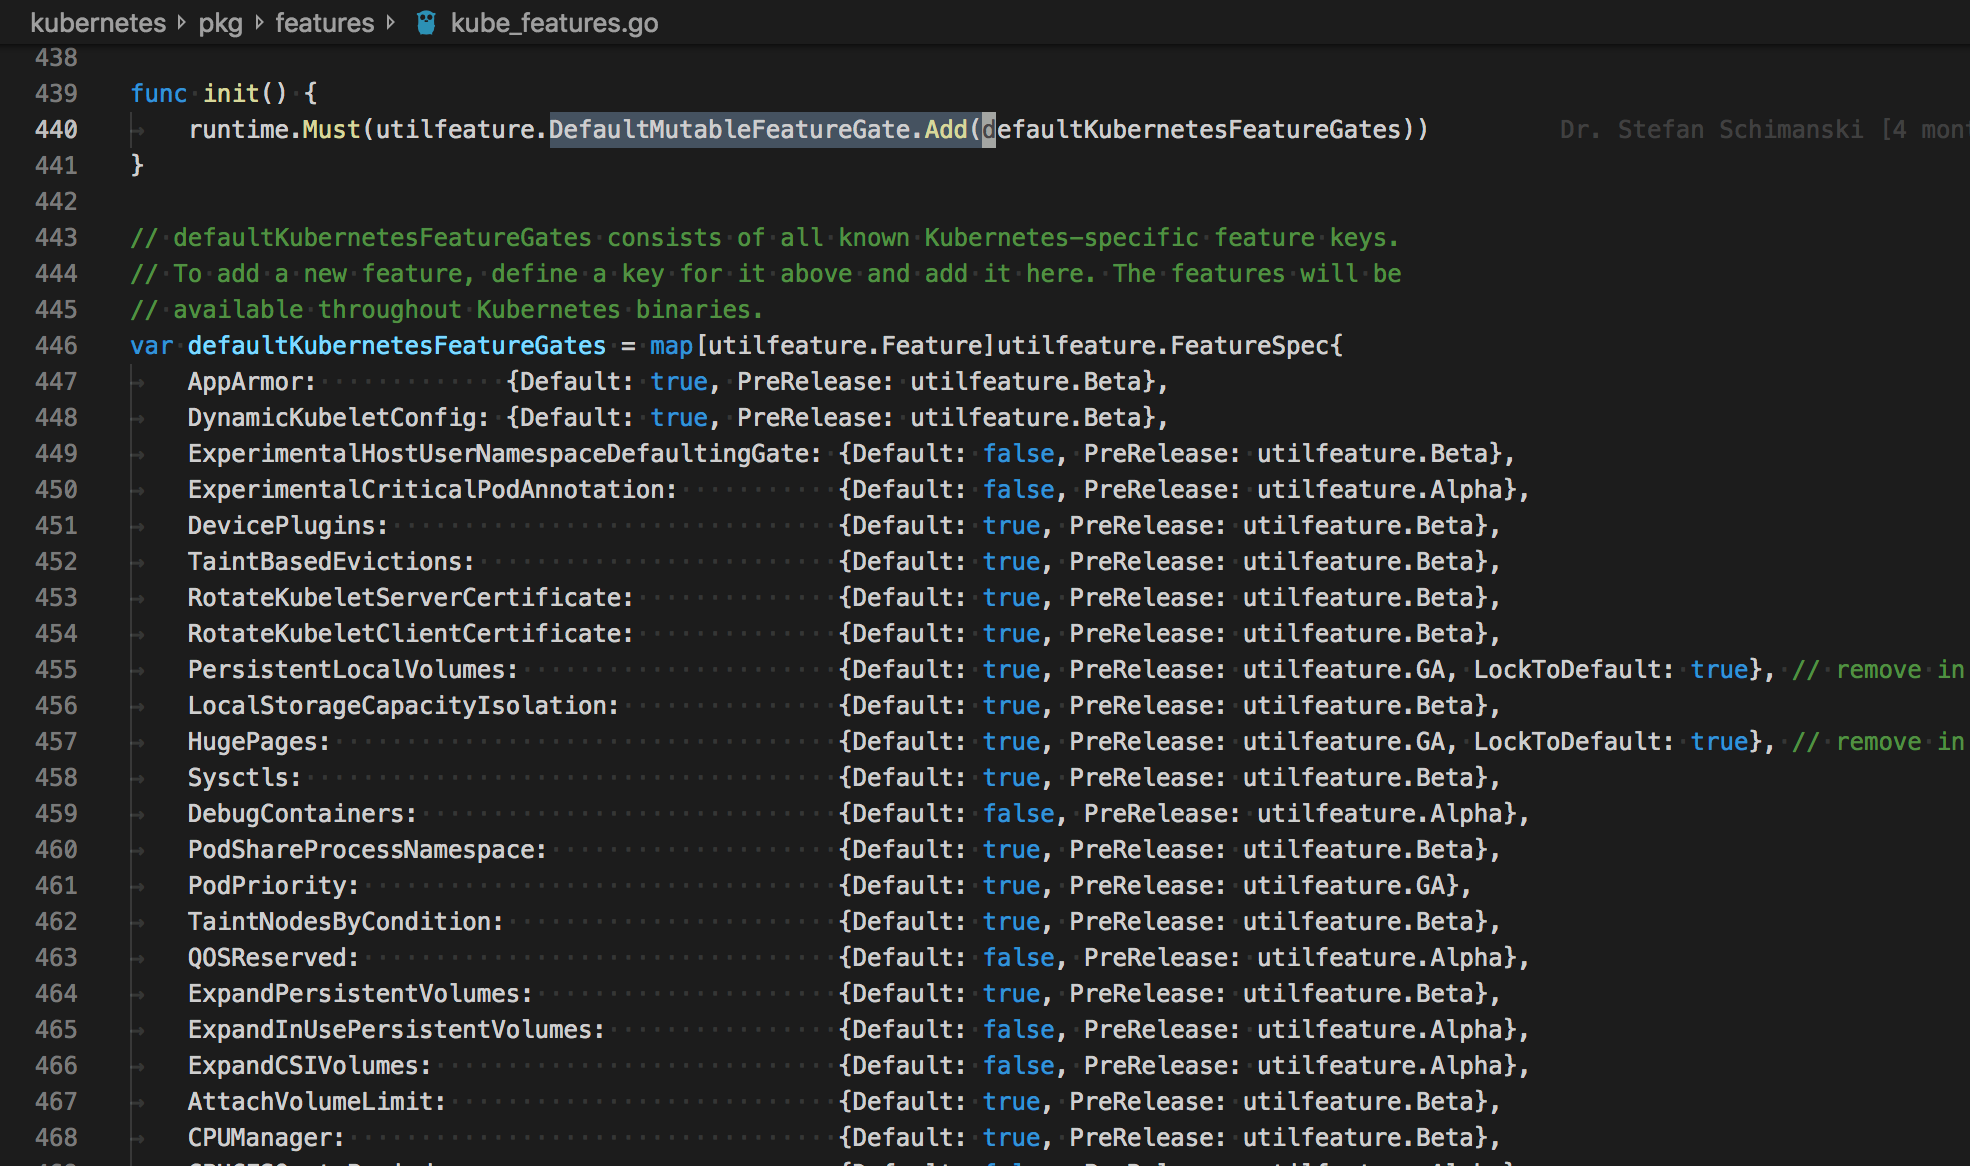 kubernetes pkg features kube_features.go
438
439 func init() {
440 runtime.Must(utilfeature.DefaultMutableFeatureGate.Add(defaultKubernetesFeatureGates)) Dr. Stefan Schimanski [4
441 }
442
443 // defaultKubernetesFeatureGates consists of all known Kubernetes-specific feature keys.
444 // To add a new feature, define a key for it above and add it here. The features will be
445 // available throughout Kubernetes binaries.
446 var defaultKubernetesFeatureGates = map[utilfeature.Feature]utilfeature.FeatureSpec{
447 AppArmor: {Default: true, PreRelease: utilfeature.Beta},
448 DynamicKubeletConfig: {Default: true, PreRelease: utilfeature.Beta},
449 ExperimentalHostUserNamespaceDefaultingGate: {Default: false, PreRelease: utilfeature.Beta},
450 ExperimentalCriticalPodAnnotation: {Default: false, PreRelease: utilfeature.Alpha},
451 DevicePlugins: {Default: true, PreRelease: utilfeature.Beta},
452 TaintBasedEvictions: {Default: true, PreRelease: utilfeature.Beta},
453 RotateKubeletServerCertificate: {Default: true, PreRelease: utilfeature.Beta},
454 RotateKubeletClientCertificate: {Default: true, PreRelease: utilfeature.Beta},
455 PersistentLocalVolumes: {Default: true, PreRelease: utilfeature.GA, LockToDefault: true}, // remove in
456 LocalStorageCapacityIsolation: {Default: true, PreRelease: utilfeature.Beta},
457 HugePages: {Default: true, PreRelease: utilfeature.GA, LockToDefault: true}, // remove in
458 Sysctls: {Default: true, PreRelease: utilfeature.Beta},
459 DebugContainers: {Default: false, PreRelease: utilfeature.Alpha},
460 PodShareProcessNamespace: {Default: true, PreRelease: utilfeature.Beta},
461 PodPriority: {Default: true, PreRelease: utilfeature.GA},
462 TaintNodesByCondition: {Default: true, PreRelease: utilfeature.Beta},
463 QOSReserved: {Default: false, PreRelease: utilfeature.Alpha},
464 ExpandPersistentVolumes: {Default: true, PreRelease: utilfeature.Beta},
465 ExpandInUsePersistentVolumes: {Default: false, PreRelease: utilfeature.Alpha},
466 ExpandCSIVolumes: {Default: false, PreRelease: utilfeature.Alpha},
467 AttachVolumeLimit: {Default: true, PreRelease: utilfeature.Beta},
468 CPUManager: {Default: true, PreRelease: utilfeature.Beta},